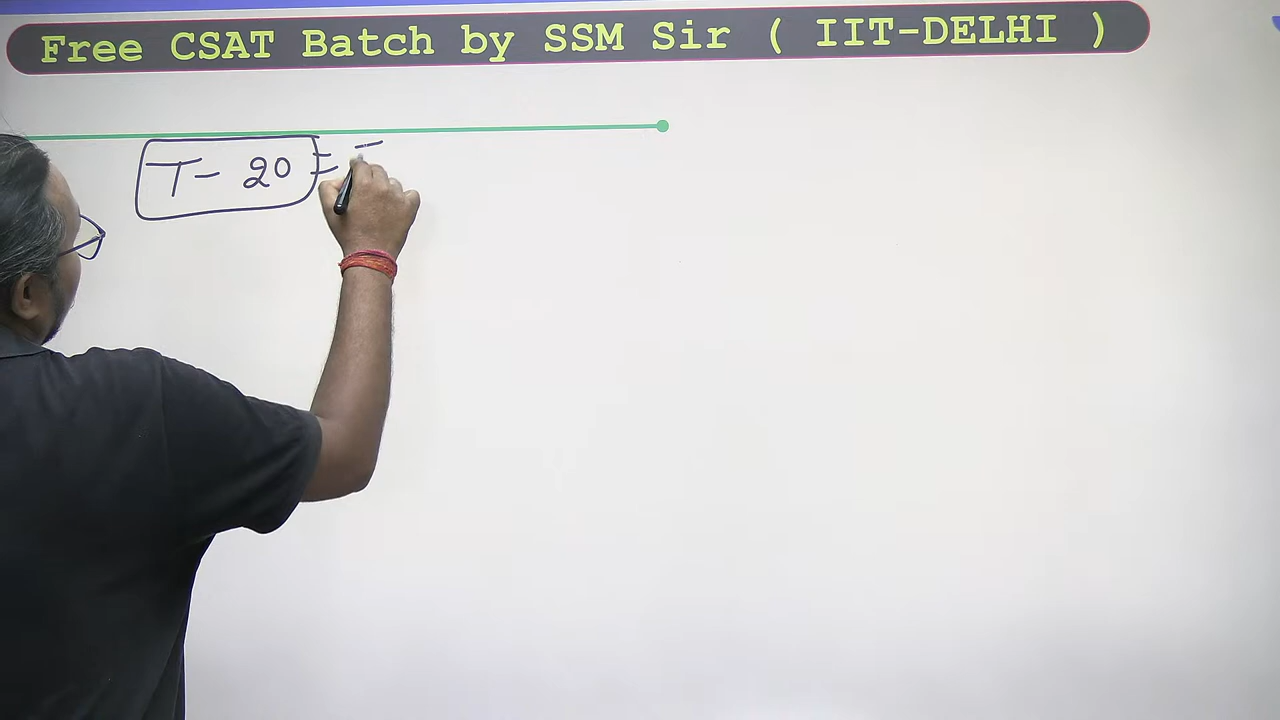 Free CSAT Batch by SSM Sir ( IIT-DELHI )
T- 20 =